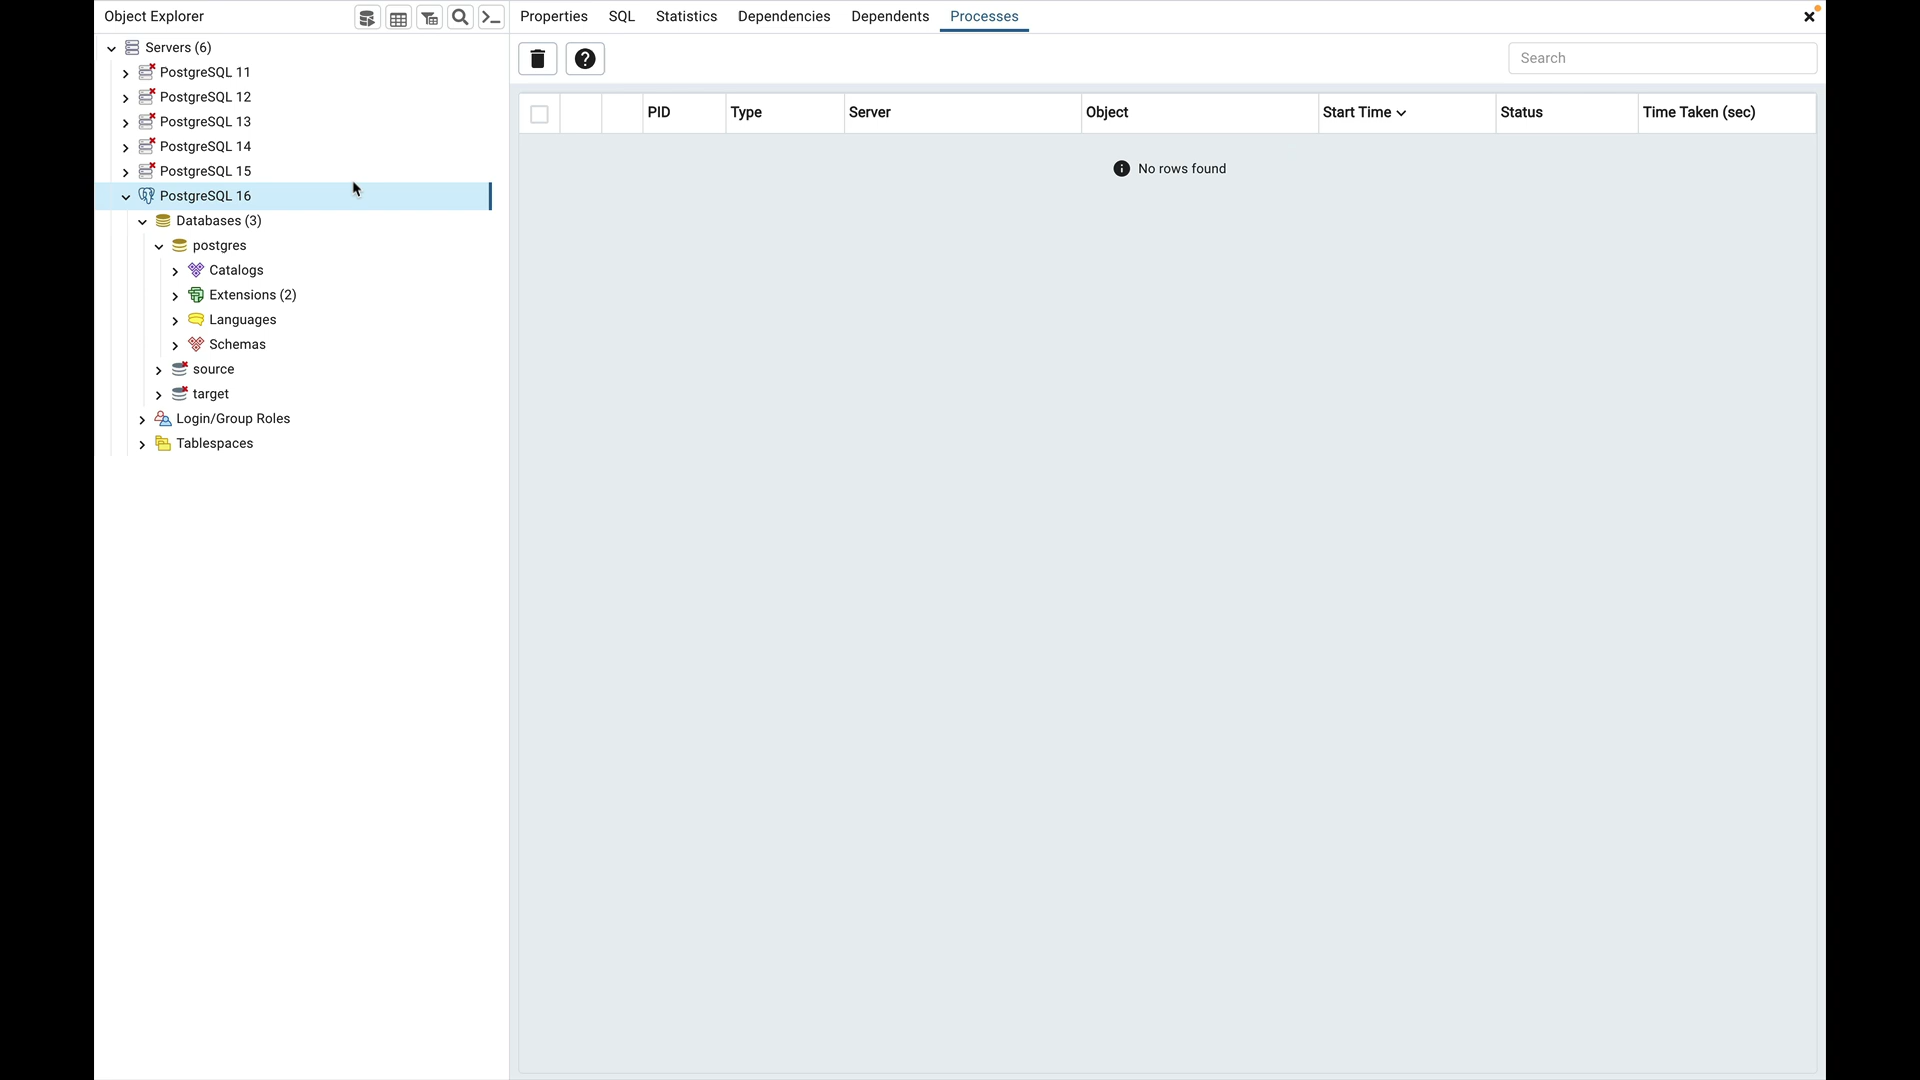 Object Explorer
Properties SQL Statistics Dependencies Dependents Processes
Servers (6)
PostgreSQL 11
PostgreSQL 12
PostgreSQL 13
PostgreSQL 14
PostgreSQL 15
PostgreSQL 16
Databases (3)
postgres
Catalogs
Extensions (2)
Languages
Schemas
source
target
Login/Group Roles
Tablespaces
Search
PID Type Server Object Start Time Status Time Taken (sec)
No rows found